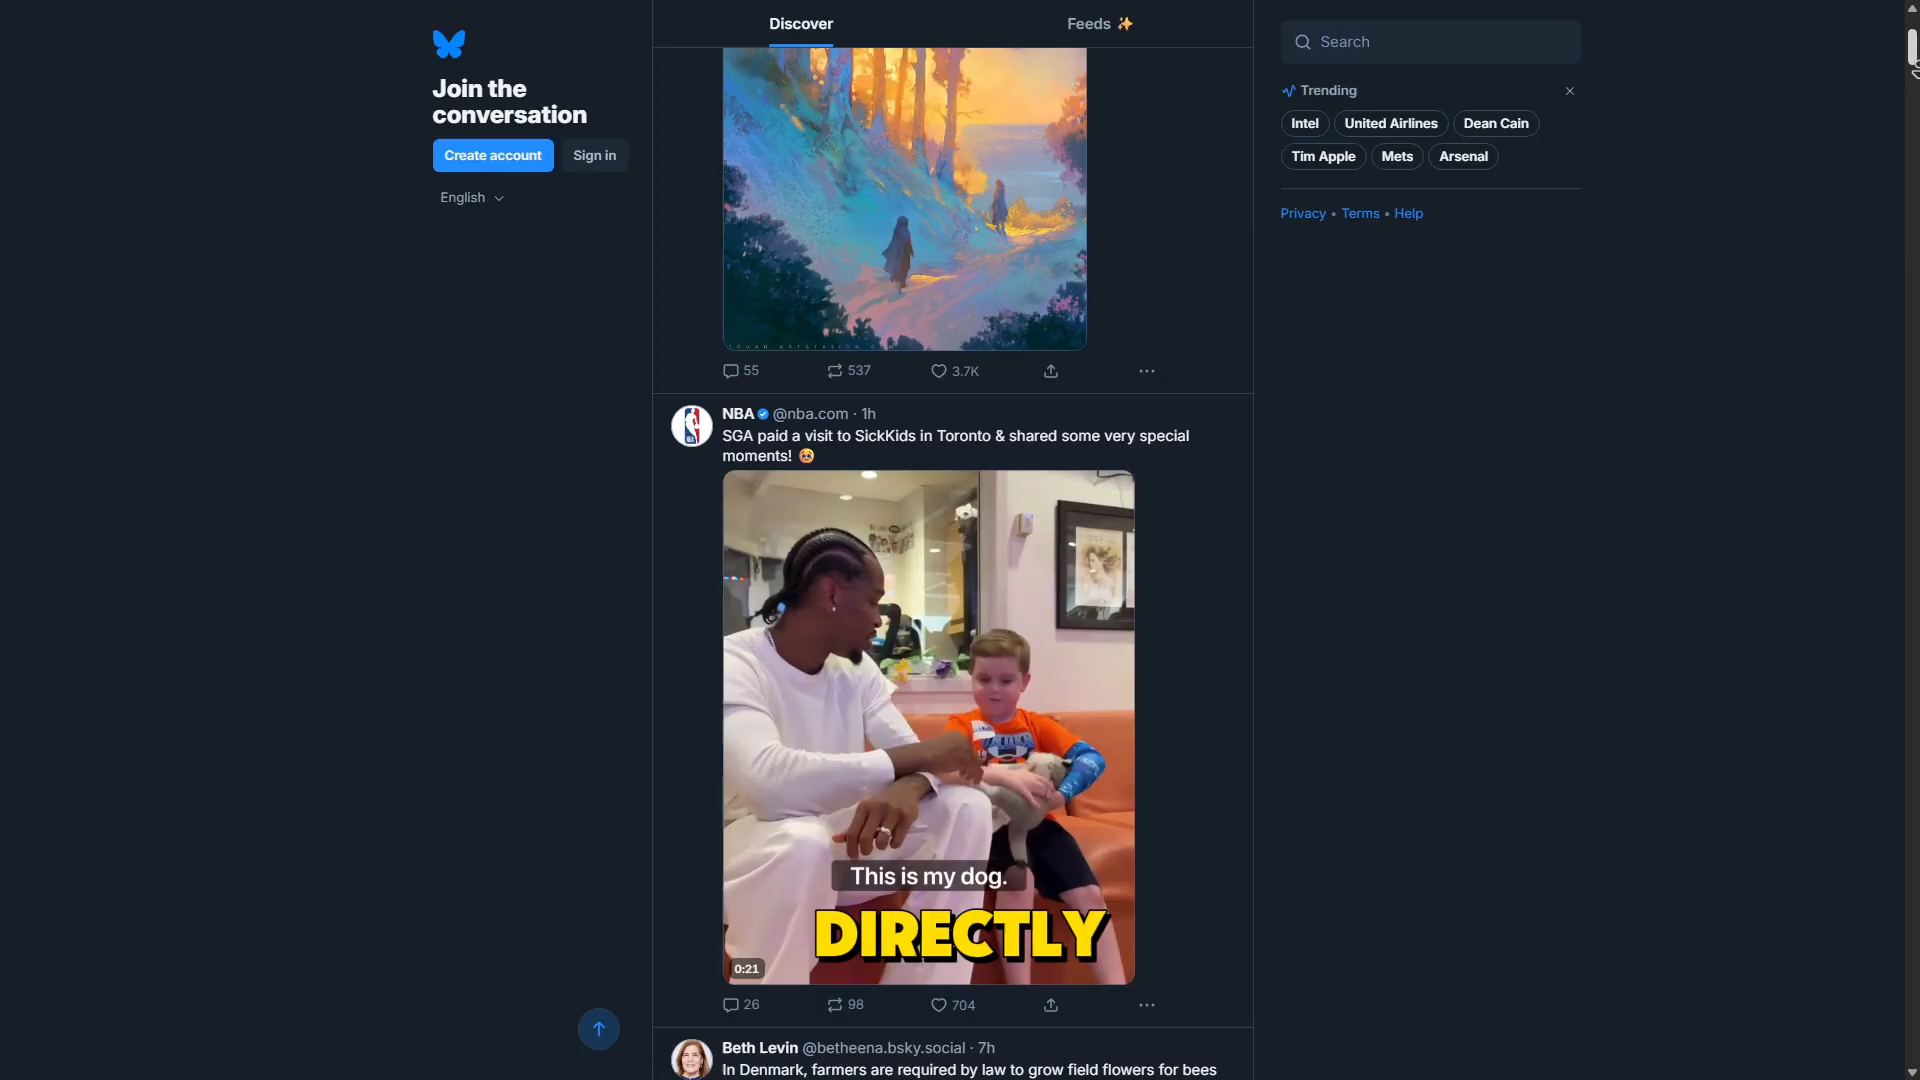 Join the
conversation
Create account
Sign in
English
Discover
Feeds ✨
55
537
3.7K
NBA @nba.com · 1h
SGA paid a visit to SickKids in Toronto & shared some very special
moments! 🥹
This is my dog.
DIRECTLY
0:21
26
98
704
Beth Levin @betheena.bsky.social · 7h
In Denmark, farmers are required by law to grow field flowers for bees
Search
Trending
Intel
United Airlines
Dean Cain
Tim Apple
Mets
Arsenal
Privacy • Terms • Help